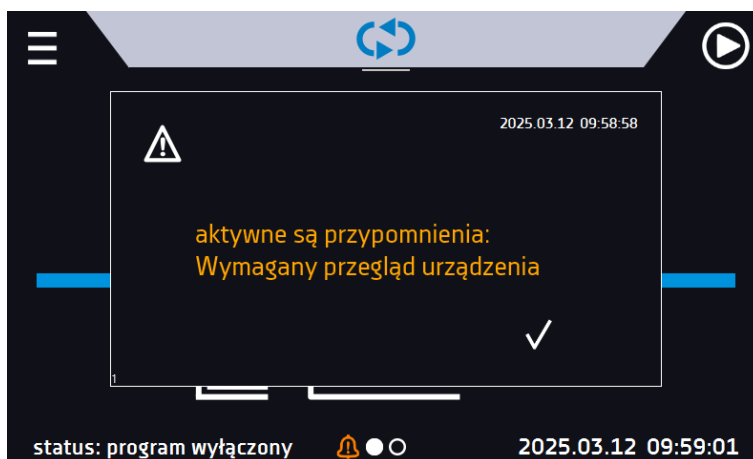 2025.03.12 09:58:58
aktywne są przypomnienia:
Wymagany przegląd urządzenia
1
status: program wyłączony
2025.03.12 09:59:01